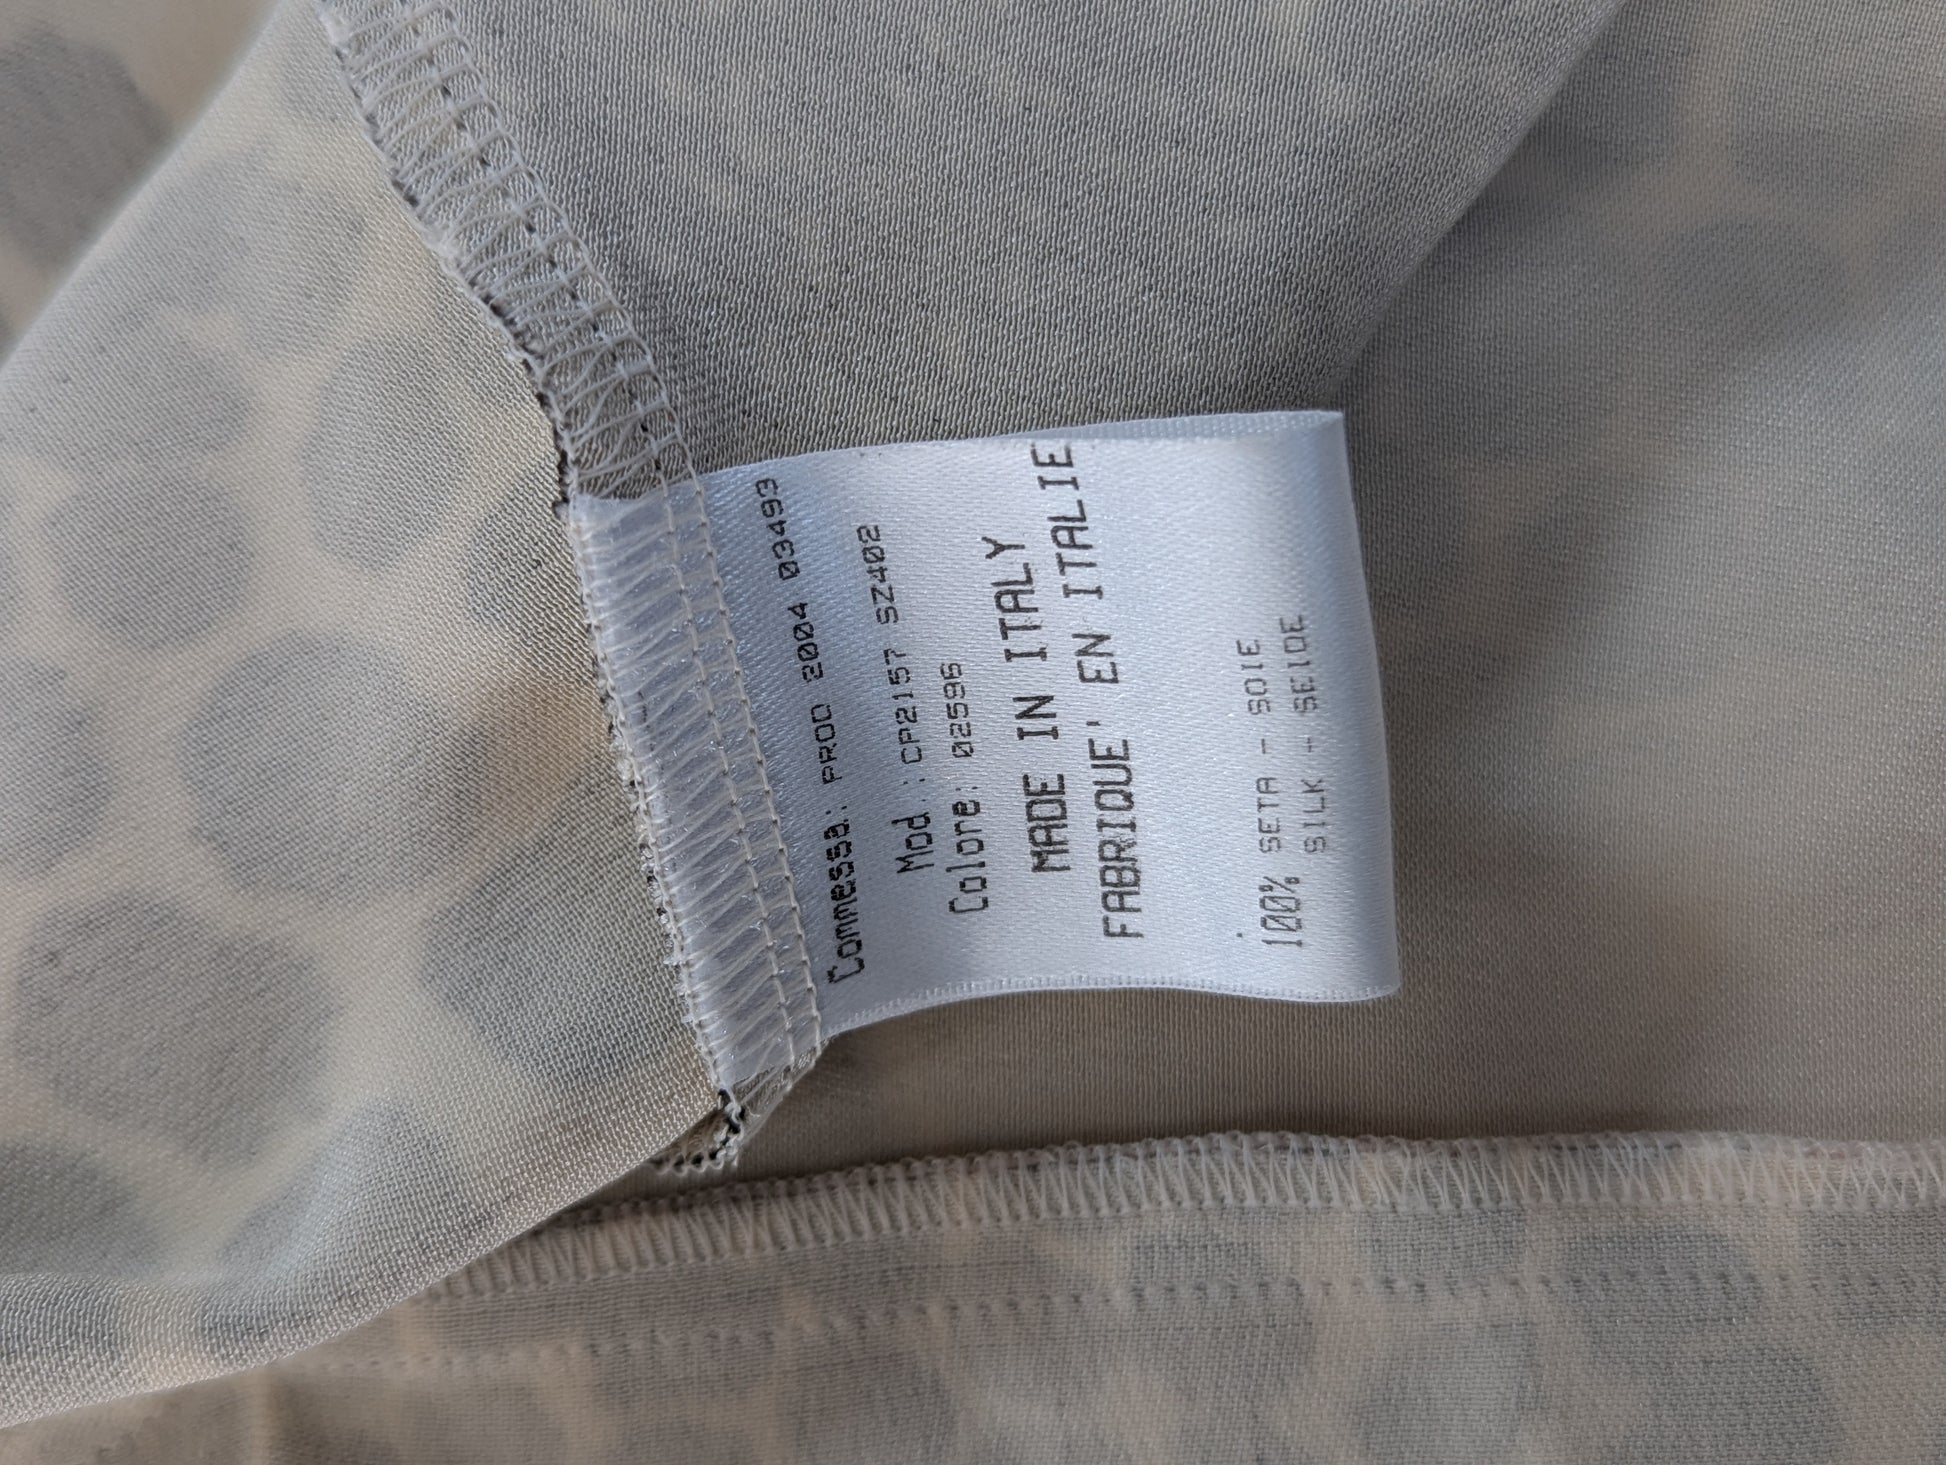 Commessa: PROD 2004 03493
Mod.: CP2157 SZ402
Colore: 02596
MADE IN ITALY
FABRIQUE' EN ITALIE
100% SETA - SOIE
SILK - SEIDE